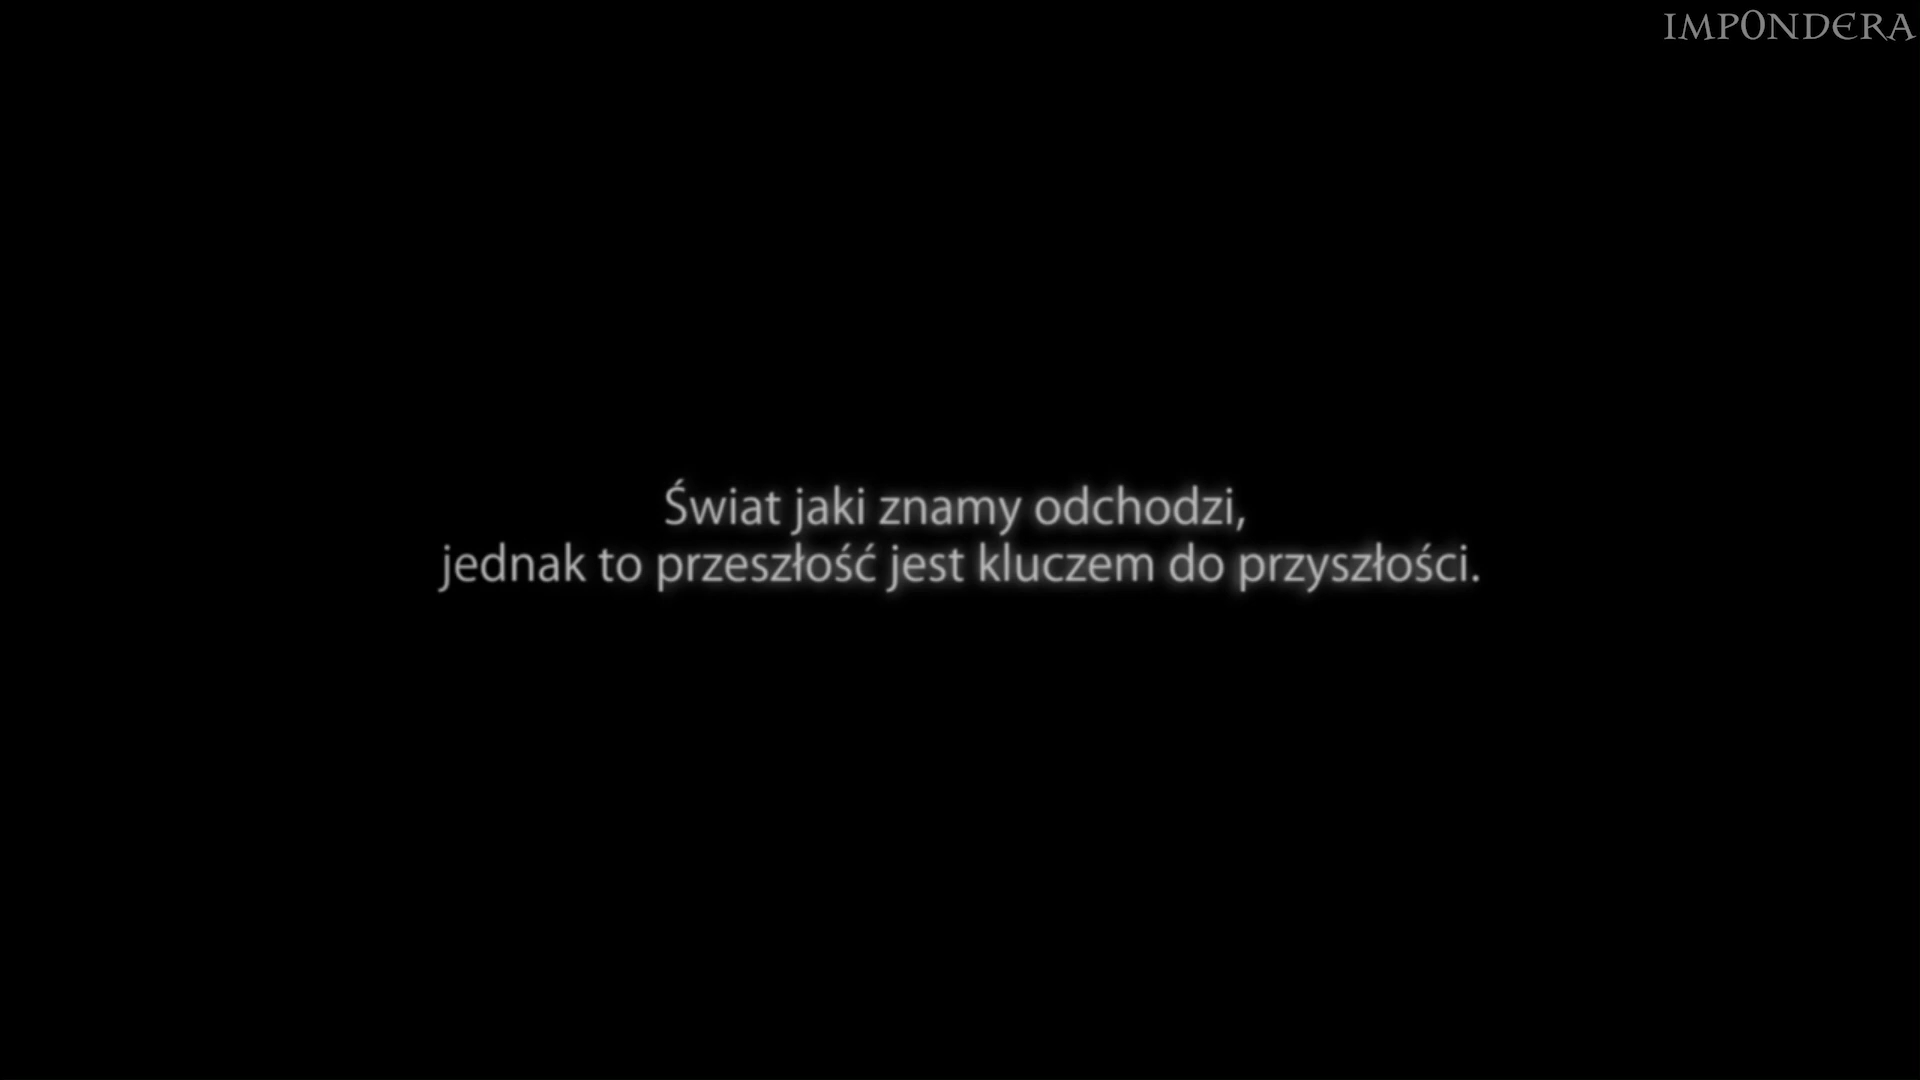 IMP0NDERA
Świat jaki znamy odchodzi,
jednak to przeszłość jest kluczem do przyszłości.